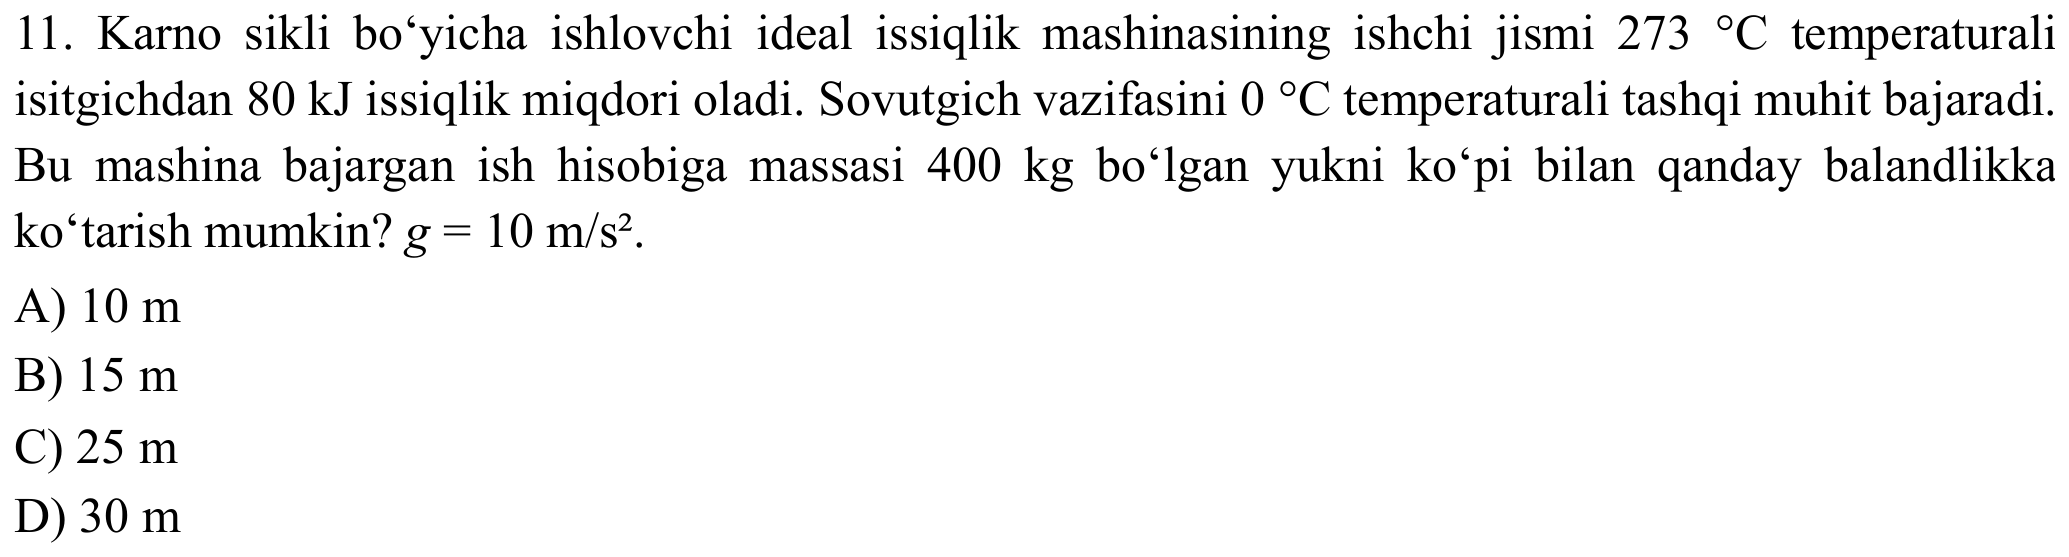 11. Karno sikli bo‘yicha ishlovchi ideal issiqlik mashinasining ishchi jismi 273 °C temperaturali
isitgichdan 80 kJ issiqlik miqdori oladi. Sovutgich vazifasini 0 °C temperaturali tashqi muhit bajaradi.
Bu mashina bajargan ish hisobiga massasi 400 kg bo‘lgan yukni ko‘pi bilan qanday balandlikka
ko‘tarish mumkin? g = 10 m/s².
A) 10 m
B) 15 m
C) 25 m
D) 30 m